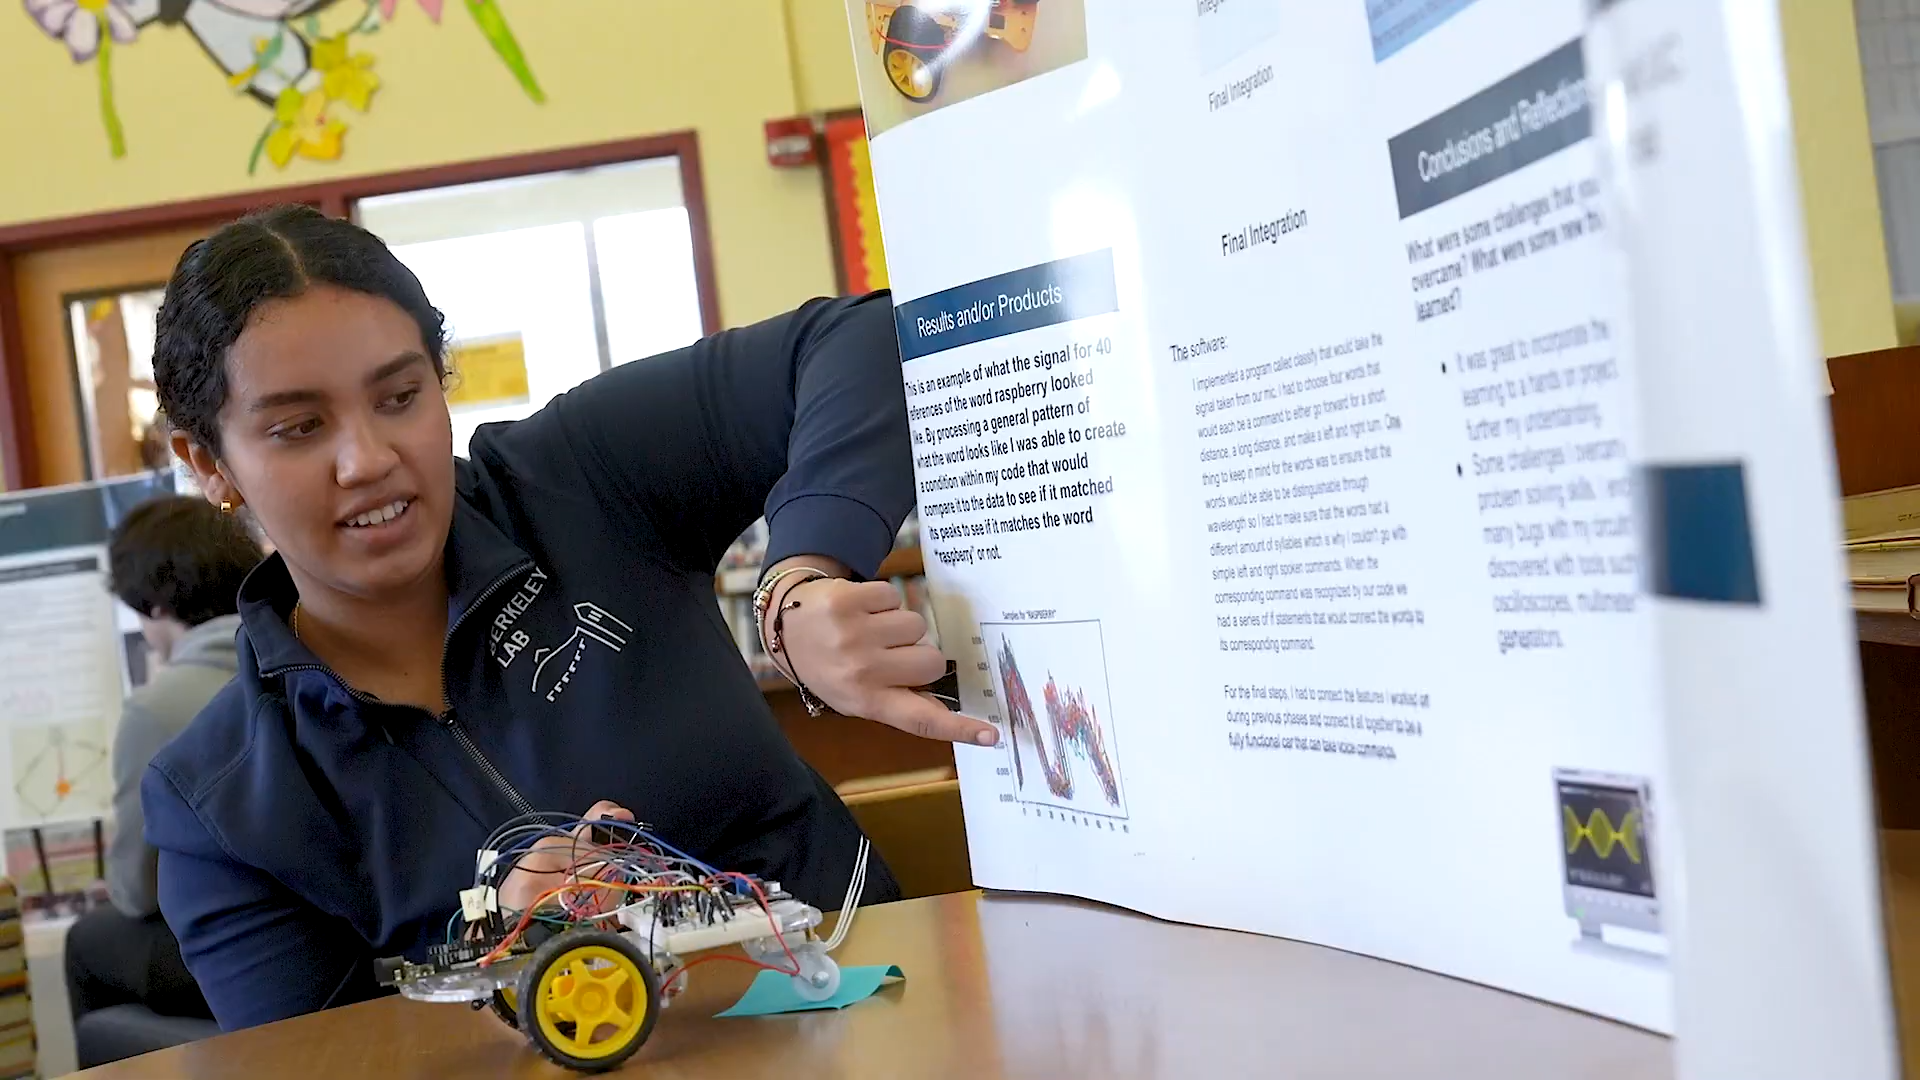 BERKELEY
LAB
Results and/or Products
This is an example of what the signal for 40
references of the word raspberry looked
like. By processing a general pattern of
what the word looks like I was able to create
a condition within my code that would
compare it to the data to see if it matched
its peaks to see if it matches the word
"raspberry" or not.
Samples for "RASPBERRY"
Final Integration
Final Integration
The software:
I implemented a program called classify that would take the
signal taken from our mic. I had to choose four words that
would each be a command to either go forward for a short
distance, a long distance, and make a left and right turn. One
thing to keep in mind for the words was to ensure that the
words would be able to be distinguishable through
wavelength so I had to make sure that the words had a
different amount of syllables which is why I couldn't go with
simple left and right spoken commands. When the
corresponding command was recognized by our code we
had a series of if statements that would connect the words to
its corresponding command.
For the final steps, I had to connect the features I worked on
during previous phases and connect it all together to be a
fully functional car that can take voice commands.
Conclusions and Reflection
What were some challenges that you
overcame? What were some new
learned?
• It was great to incorporate the
learning to a hands on project
further my understanding.
• Some challenges I overcam
problem solving skills. I
many bugs with my circuit
discovered with tools such
oscilloscopes, multimeter
generators.